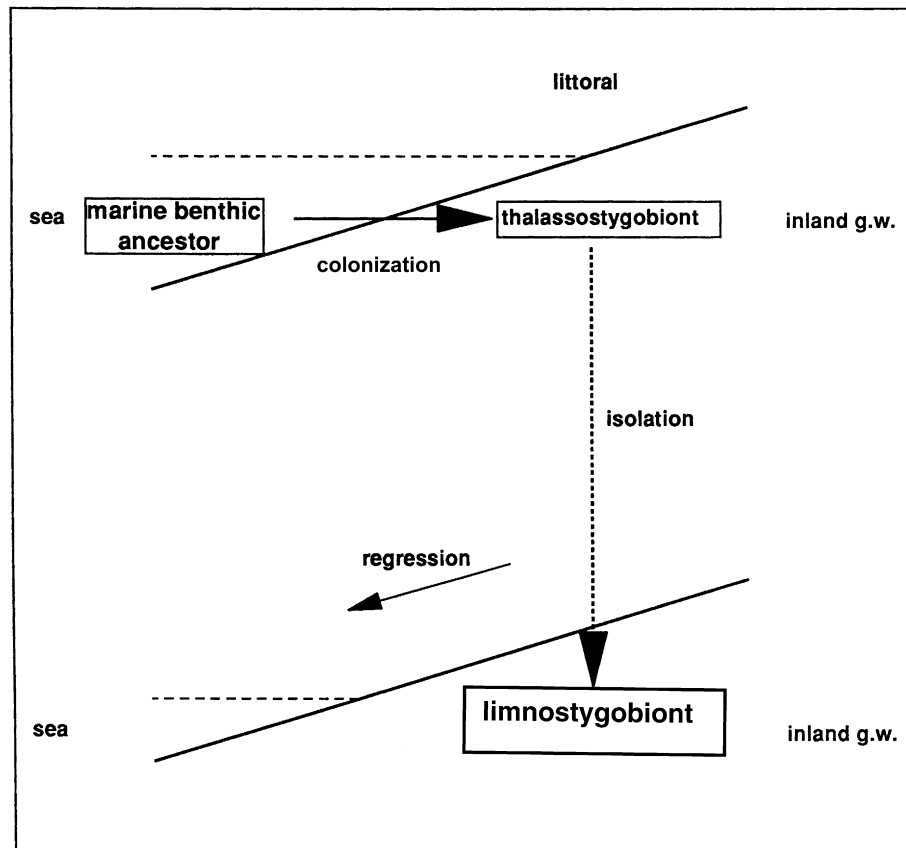 littoral
sea
marine benthic
ancestor
thalassostygobiont
inland g.w.
colonization
isolation
regression
limnostygobiont
sea
inland g.w.